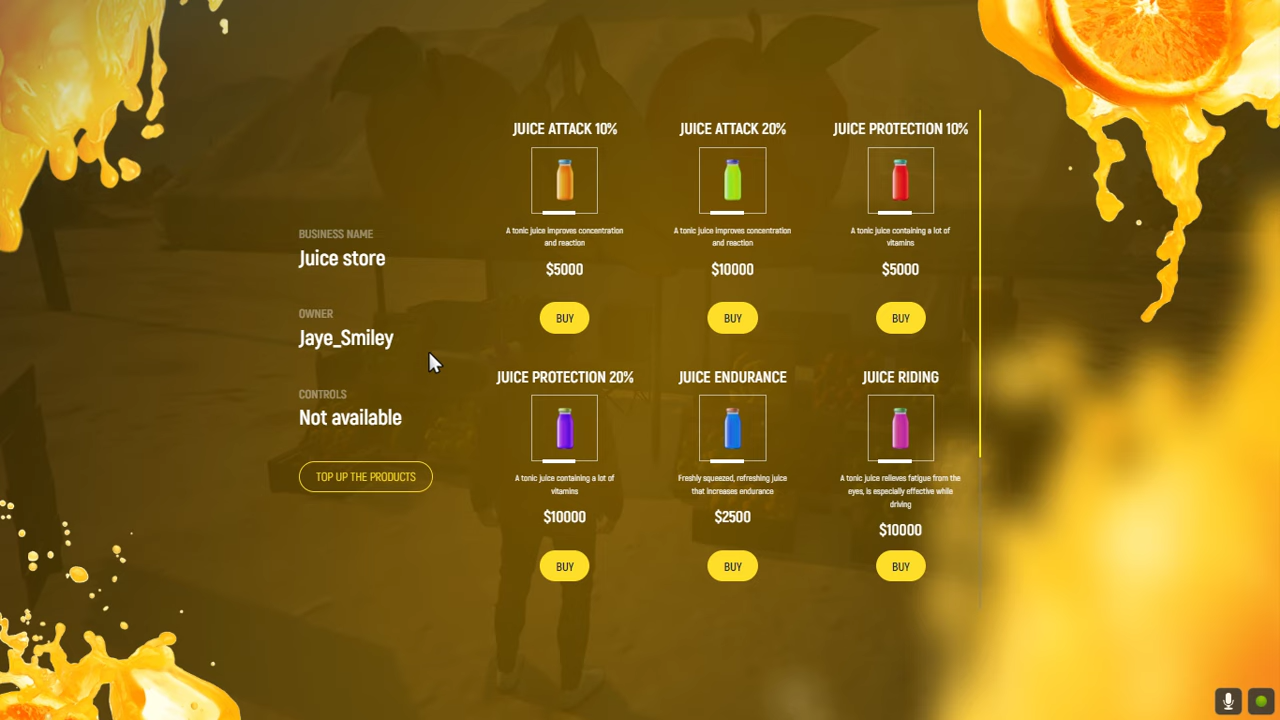 BUSINESS NAME
Juice store
OWNER
Jaye_Smiley
CONTROLS
Not available
TOP UP THE PRODUCTS
JUICE ATTACK 10%
A tonic juice improves concentration
and reaction
$5000
BUY
JUICE ATTACK 20%
A tonic juice improves concentration
and reaction
$10000
BUY
JUICE PROTECTION 10%
A tonic juice containing a lot of
vitamins
$5000
BUY
JUICE PROTECTION 20%
A tonic juice containing a lot of
vitamins
$10000
BUY
JUICE ENDURANCE
Freshly squeezed, refreshing juice
that increases endurance
$2500
BUY
JUICE RIDING
A tonic juice relieves fatigue from the
eyes, is especially effective while
driving
$10000
BUY